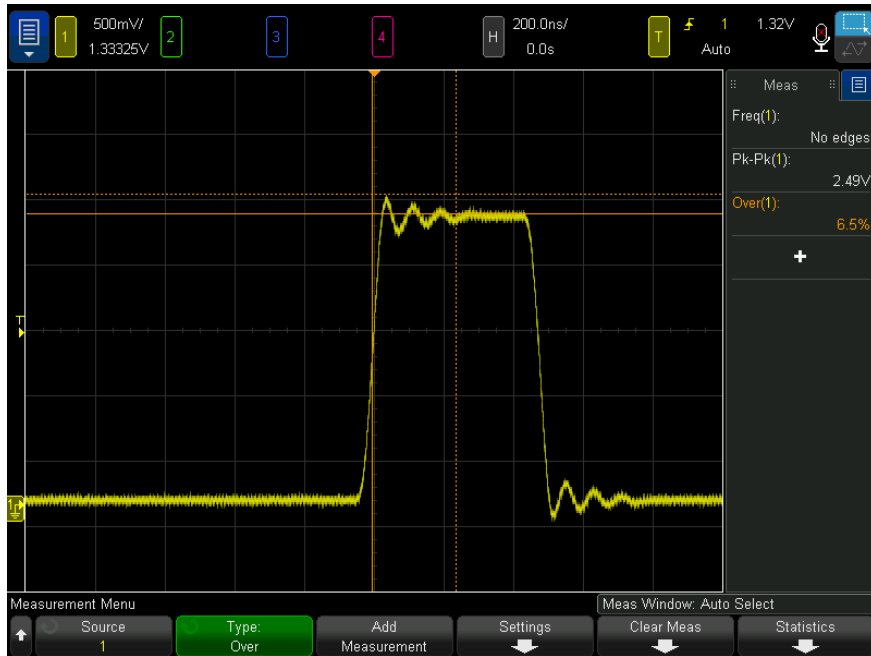 1 500mV/ 2 3 4 H 200.0ns/ T 1 1.32V
1.33325V 0.0s Auto
Meas
Freq(1):
No edges
Pk-Pk(1):
2.49V
Over(1):
6.5%
+
T
1
Measurement Menu Meas Window: Auto Select
Source Type: Add Settings Clear Meas Statistics
1 Over Measurement